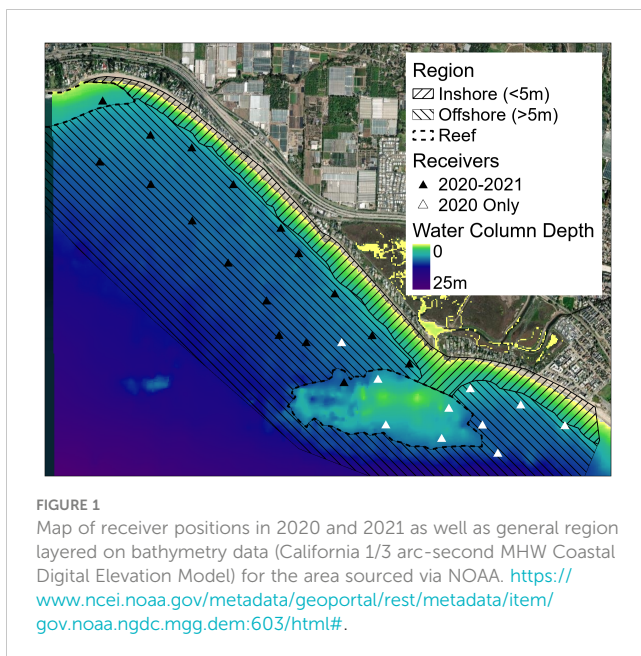 Region
Inshore (<5m)
Offshore (>5m)
Reef
Receivers
2020-2021
2020 Only
Water Column Depth
0
25m
FIGURE 1
Map of receiver positions in 2020 and 2021 as well as general region
layered on bathymetry data (California 1/3 arc-second MHW Coastal
Digital Elevation Model) for the area sourced via NOAA. https://
www.ncei.noaa.gov/metadata/geoportal/rest/metadata/item/
gov.noaa.ngdc.mgg.dem:603/html#.